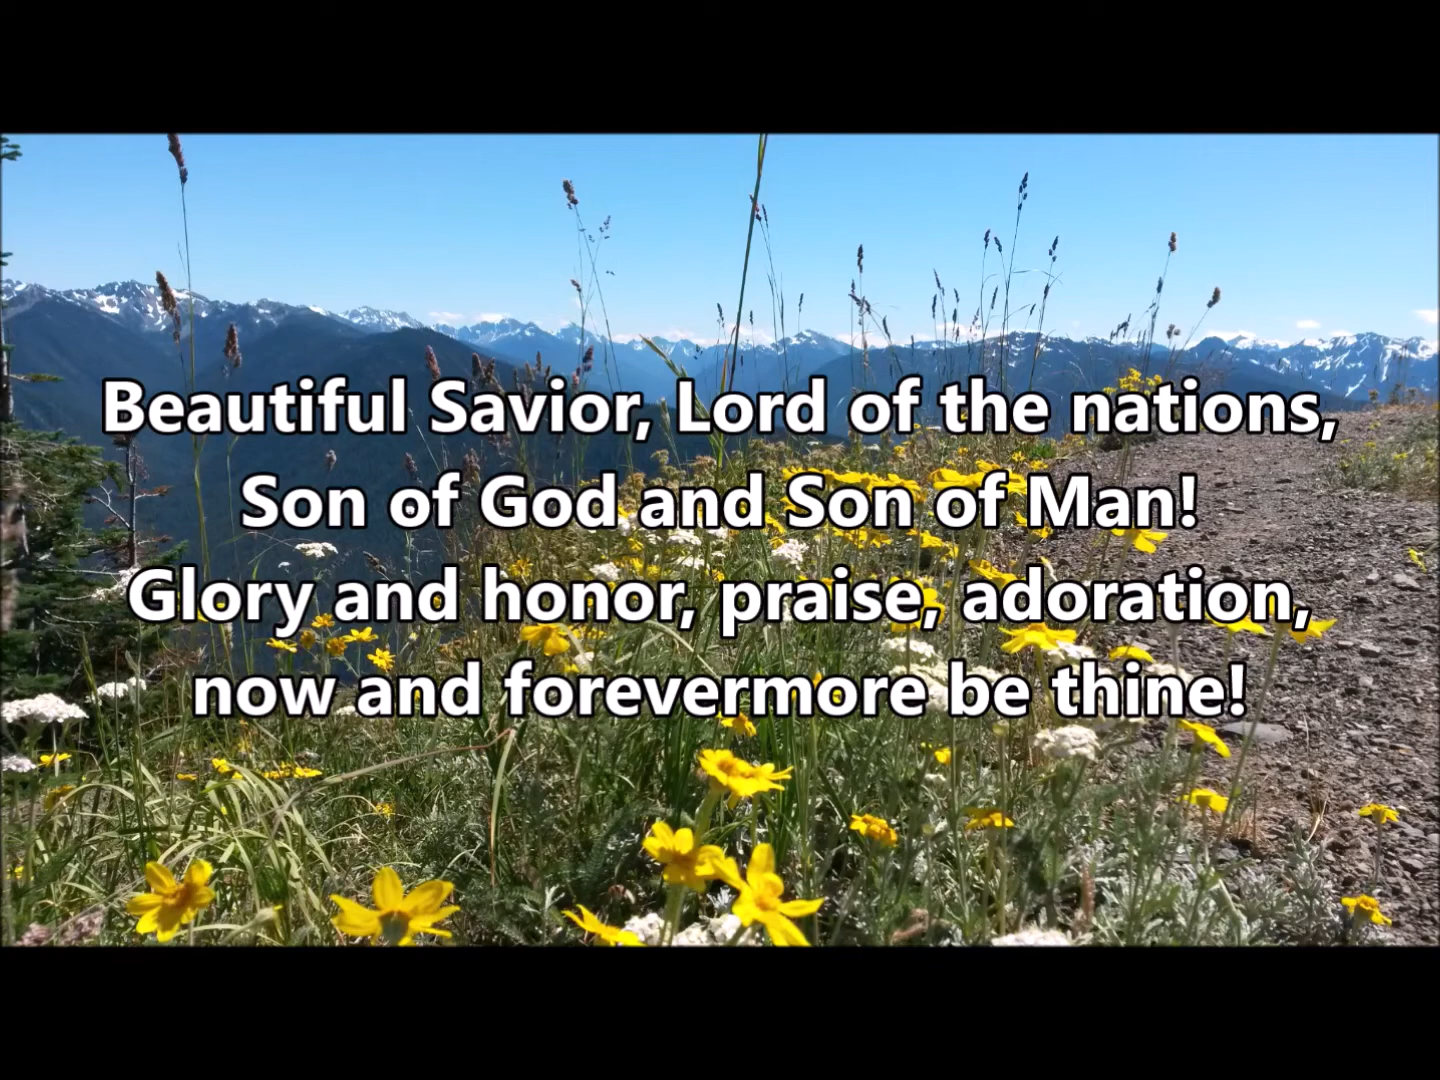 Beautiful Savior, Lord of the nations,
Son of God and Son of Man!
Glory and honor, praise, adoration,
now and forevermore be thine!